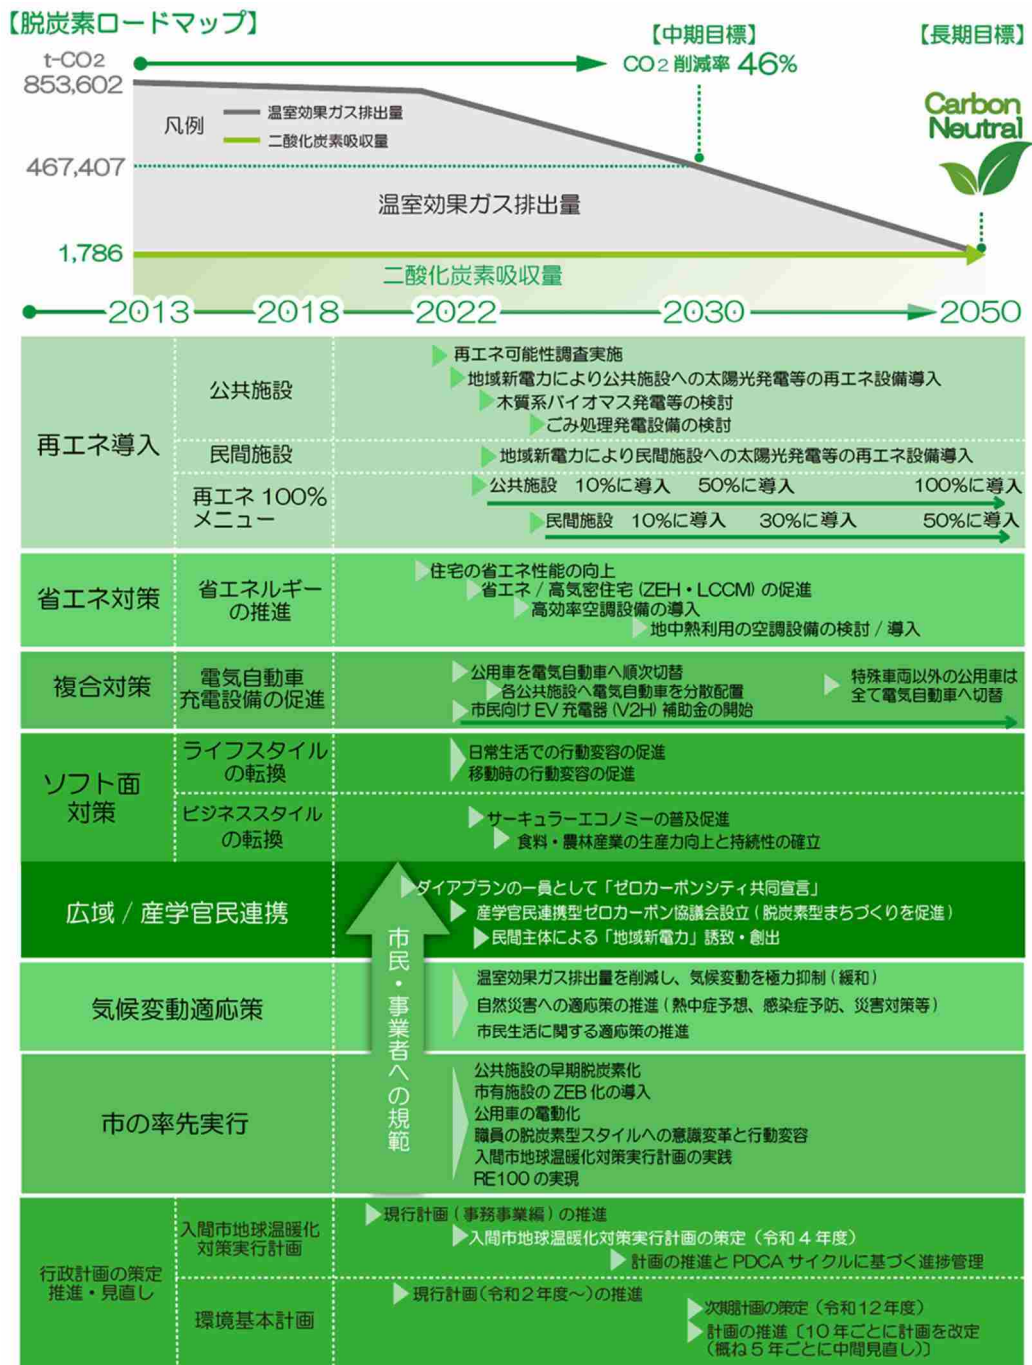 【脱炭素ロードマップ】
【中期目標】
【長期目標】
t-CO2
CO2 削減率 46%
853,602
凡例
温室効果ガス排出量
二酸化炭素吸収量
Carbon
Neutral
467,407
温室効果ガス排出量
1,786
二酸化炭素吸収量
2013 2018 2022 2030 2050
再エネ導入
公共施設
再エネ可能性調査実施
地域新電力により公共施設への太陽光発電等の再エネ設備導入
木質系バイオマス発電等の検討
ごみ処理発電設備の検討
民間施設
地域新電力により民間施設への太陽光発電等の再エネ設備導入
再エネ 100%
メニュー
公共施設 10%に導入 50%に導入 100%に導入
民間施設 10%に導入 30%に導入 50%に導入
省エネ対策
省エネルギー
の推進
住宅の省エネ性能の向上
省エネ / 高気密住宅 (ZEH・LCCM) の促進
高効率空調設備の導入
地中熱利用の空調設備の検討 / 導入
複合対策
電気自動車
充電設備の促進
公用車を電気自動車へ順次切替
各公共施設へ電気自動車を分散配置
市民向け EV 充電器 (V2H) 補助金の開始
特殊車両以外の公用車は
全て電気自動車へ切替
ソフト面
対策
ライフスタイル
の転換
日常生活での行動変容の促進
移動時の行動変容の促進
ビジネススタイル
の転換
サーキュラーエコノミーの普及促進
食料・農林産業の生産力向上と持続性の確立
広域 / 産学官民連携
ダイアプランの一員として「ゼロカーボンシティ共同宣言」
産学官民連携型ゼロカーボン協議会設立 ( 脱炭素型まちづくりを促進 )
民間主体による「地域新電力」誘致・創出
市民・事業者への規範
気候変動適応策
温室効果ガス排出量を削減し、気候変動を極力抑制 ( 緩和 )
自然災害への適応策の推進 ( 熱中症予想、感染症予防、災害対策等 )
市民生活に関する適応策の推進
市の率先実行
公共施設の早期脱炭素化
市有施設の ZEB 化の導入
公用車の電動化
職員の脱炭素型スタイルへの意識変革と行動変容
入間市地球温暖化対策実行計画の実践
RE100 の実現
行政計画の策定
推進・見直し
入間市地球温暖化
対策実行計画
現行計画 ( 事務事業編 ) の推進
入間市地球温暖化対策実行計画の策定（令和 4 年度）
計画の推進と PDCA サイクルに基づく進捗管理
環境基本計画
現行計画(令和2年度～)の推進
次期計画の策定（令和12年度）
計画の推進〔10 年ごとに計画を改定
（概ね 5 年ごとに中間見直し）〕